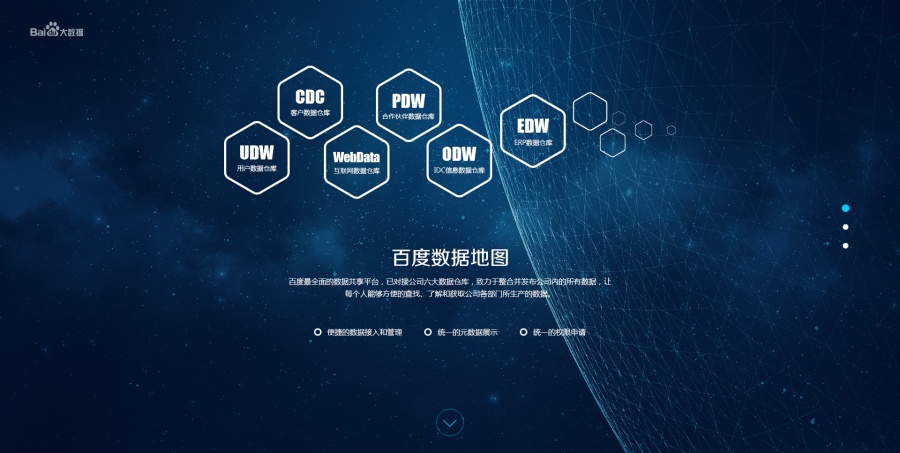 Baidu大数据
CDC
客户数据仓库
PDW
合作伙伴数据仓库
EDW
ERP数据仓库
UDW
用户数据仓库
WebData
互联网数据仓库
ODW
IDC信息数据仓库
百度数据地图
百度最全面的数据共享平台，已对接公司六大数据仓库，致力于整合并发布公司内的所有数据，让
每个人能够方便的查找、了解和获取公司各部门所生产的数据。
便捷的数据接入和管理
统一的元数据展示
统一的权限申请